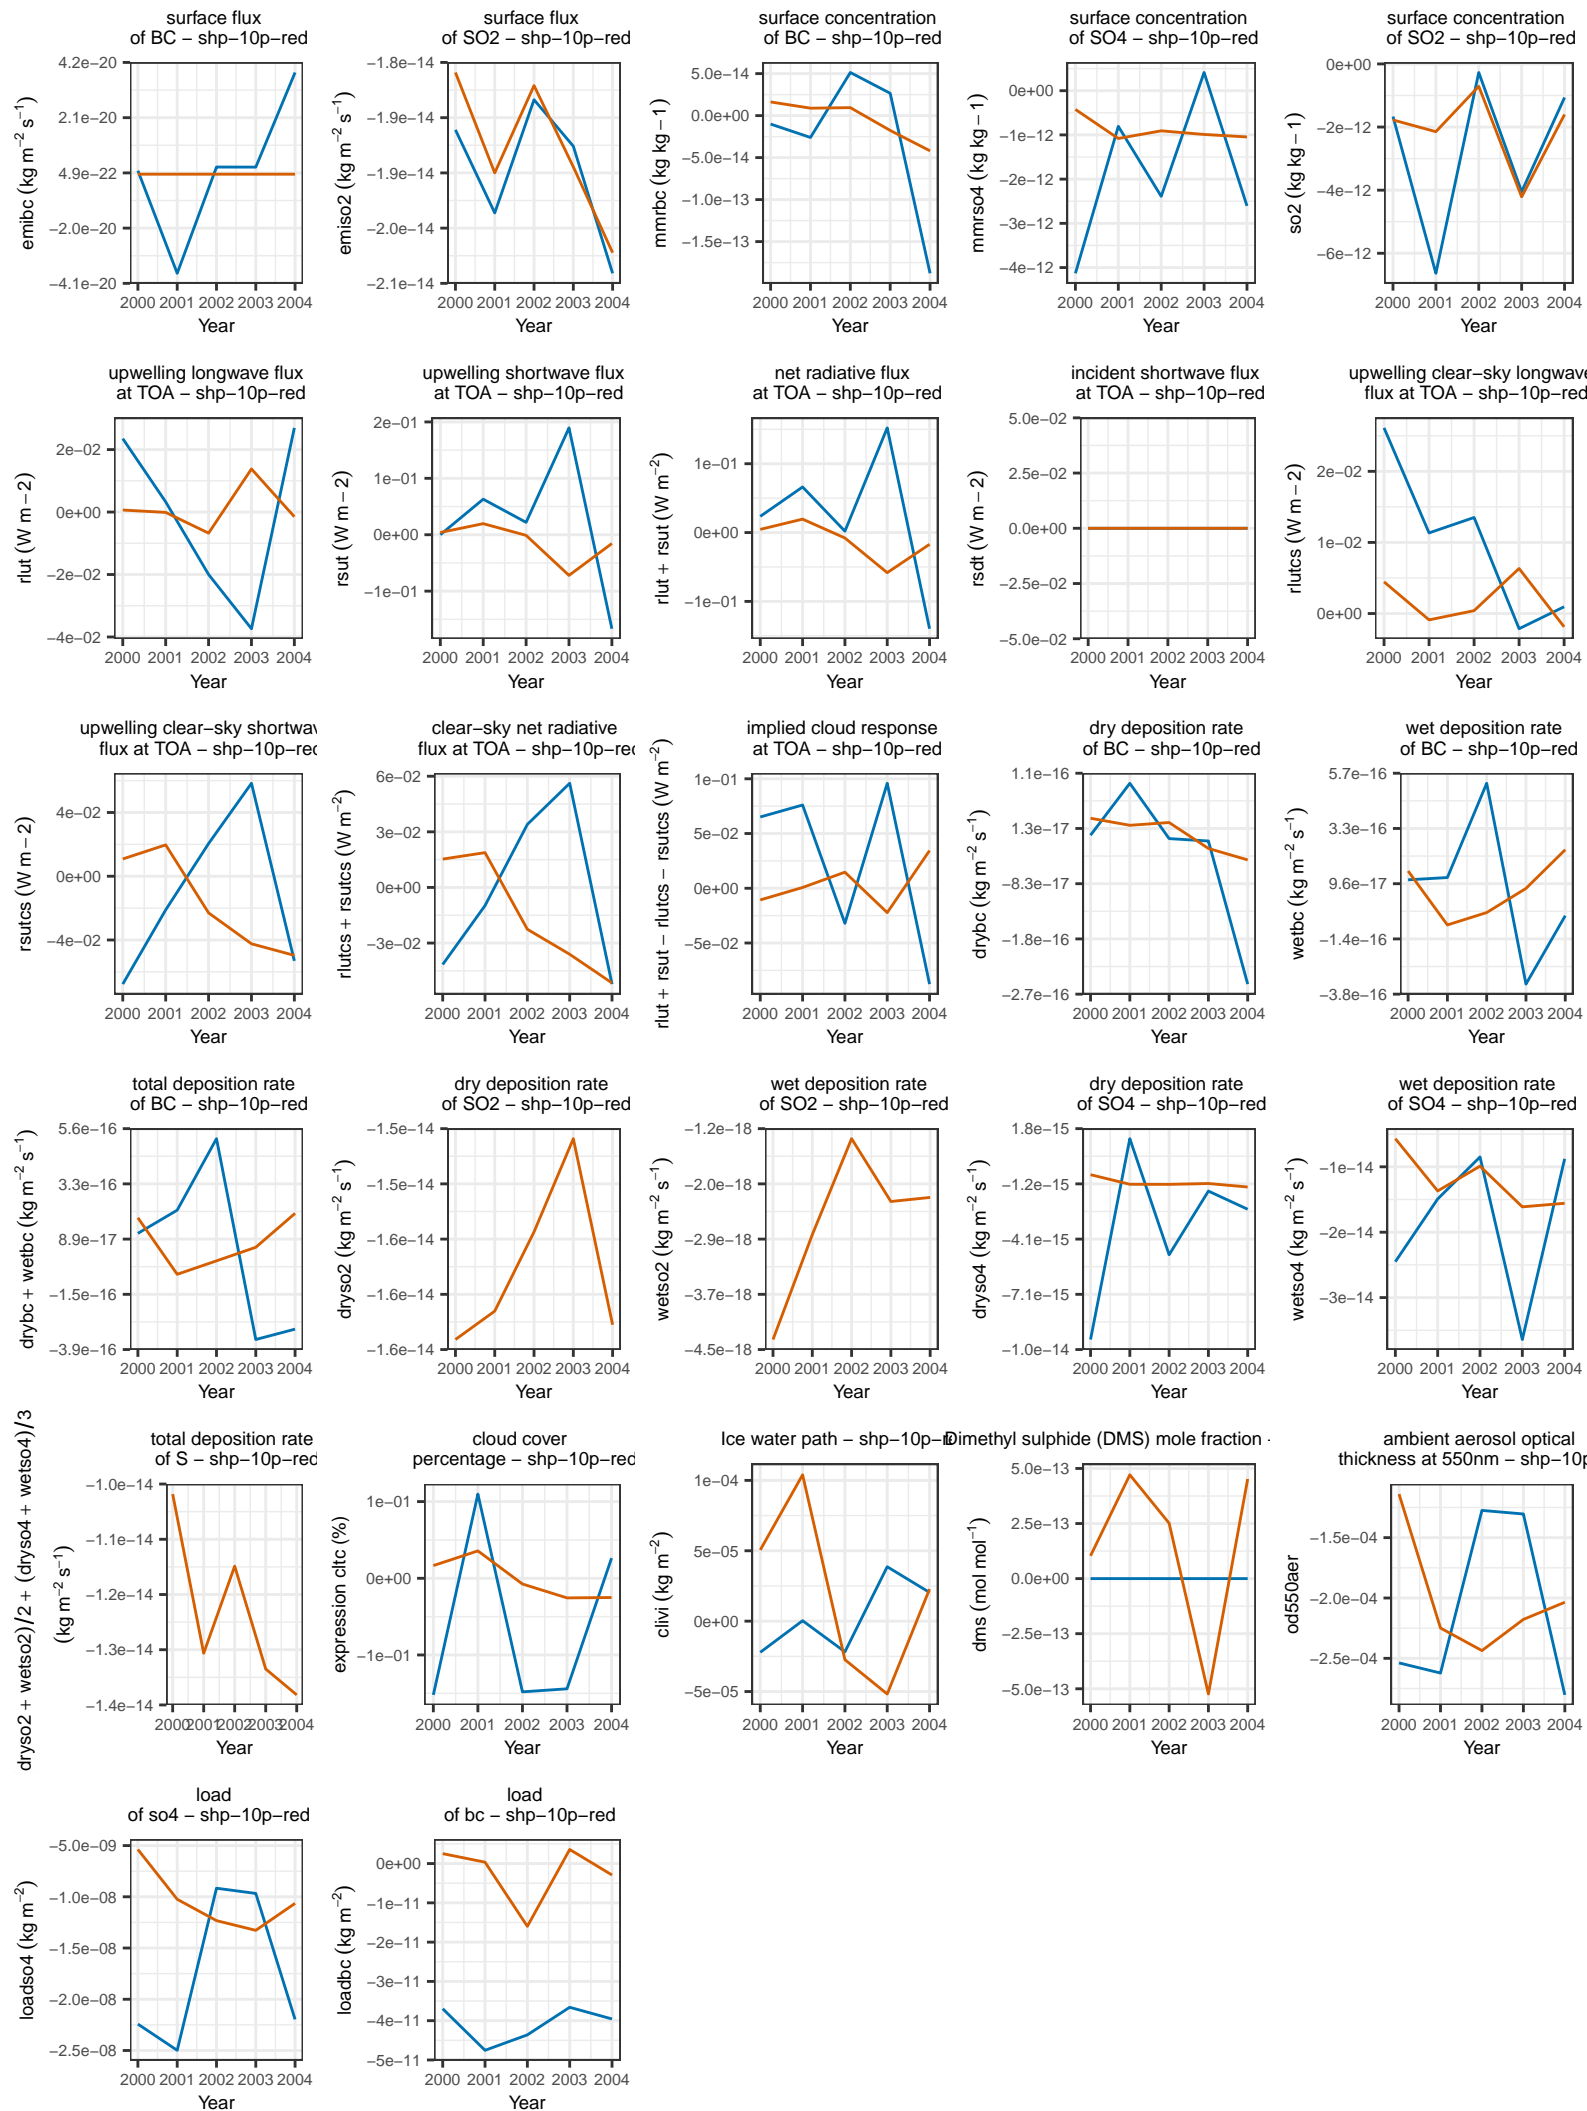 surface flux
of BC − shp−10p−red
emibc (kg m−2 s−1)
4.2e−20
2.1e−20
4.9e−22
−2.0e−20
−4.1e−20
2000 2001 2002 2003 2004
Year
surface flux
of SO2 − shp−10p−red
emiso2 (kg m−2 s−1)
−1.8e−14
−1.9e−14
−1.9e−14
−2.0e−14
−2.1e−14
2000 2001 2002 2003 2004
Year
surface concentration
of BC − shp−10p−red
mmrbc (kg kg − 1)
5.0e−14
0.0e+00
−5.0e−14
−1.0e−13
−1.5e−13
2000 2001 2002 2003 2004
Year
surface concentration
of SO4 − shp−10p−red
mmrso4 (kg kg − 1)
0e+00
−1e−12
−2e−12
−3e−12
−4e−12
2000 2001 2002 2003 2004
Year
surface concentration
of SO2 − shp−10p−red
so2 (kg kg − 1)
0e+00
−2e−12
−4e−12
−6e−12
2000 2001 2002 2003 2004
Year
upwelling longwave flux
at TOA − shp−10p−red
rlut (W m − 2)
2e−02
0e+00
−2e−02
−4e−02
2000 2001 2002 2003 2004
Year
upwelling shortwave flux
at TOA − shp−10p−red
rsut (W m − 2)
2e−01
1e−01
0e+00
−1e−01
2000 2001 2002 2003 2004
Year
net radiative flux
at TOA − shp−10p−red
rlut + rsut (W m−2)
1e−01
0e+00
−1e−01
2000 2001 2002 2003 2004
Year
incident shortwave flux
at TOA − shp−10p−red
rsdt (W m − 2)
5.0e−02
2.5e−02
0.0e+00
−2.5e−02
−5.0e−02
2000 2001 2002 2003 2004
Year
upwelling clear−sky longwave
flux at TOA − shp−10p−red
rlutcs (W m − 2)
2e−02
1e−02
0e+00
2000 2001 2002 2003 2004
Year
upwelling clear−sky shortwav
flux at TOA − shp−10p−red
rsutcs (W m − 2)
4e−02
0e+00
−4e−02
2000 2001 2002 2003 2004
Year
clear−sky net radiative
flux at TOA − shp−10p−red
rlutcs + rsutcs (W m−2)
6e−02
3e−02
0e+00
−3e−02
2000 2001 2002 2003 2004
Year
implied cloud response
at TOA − shp−10p−red
rlut + rsut − rlutcs − rsutcs (W m−2)
1e−01
5e−02
0e+00
−5e−02
2000 2001 2002 2003 2004
Year
dry deposition rate
of BC − shp−10p−red
drybc (kg m−2 s−1)
1.1e−16
1.3e−17
−8.3e−17
−1.8e−16
−2.7e−16
2000 2001 2002 2003 2004
Year
wet deposition rate
of BC − shp−10p−red
wetbc (kg m−2 s−1)
5.7e−16
3.3e−16
9.6e−17
−1.4e−16
−3.8e−16
2000 2001 2002 2003 2004
Year
total deposition rate
of BC − shp−10p−red
drybc + wetbc (kg m−2 s−1)
5.6e−16
3.3e−16
8.9e−17
−1.5e−16
−3.9e−16
2000 2001 2002 2003 2004
Year
dry deposition rate
of SO2 − shp−10p−red
dryso2 (kg m−2 s−1)
−1.5e−14
−1.5e−14
−1.6e−14
−1.6e−14
−1.6e−14
2000 2001 2002 2003 2004
Year
wet deposition rate
of SO2 − shp−10p−red
wetso2 (kg m−2 s−1)
−1.2e−18
−2.0e−18
−2.9e−18
−3.7e−18
−4.5e−18
2000 2001 2002 2003 2004
Year
dry deposition rate
of SO4 − shp−10p−red
dryso4 (kg m−2 s−1)
1.8e−15
−1.2e−15
−4.1e−15
−7.1e−15
−1.0e−14
2000 2001 2002 2003 2004
Year
wet deposition rate
of SO4 − shp−10p−red
wetso4 (kg m−2 s−1)
−1e−14
−2e−14
−3e−14
2000 2001 2002 2003 2004
Year
total deposition rate
of S − shp−10p−red
dryso2 + wetso2)/2 + (dryso4 + wetso4)/3
(kg m−2 s−1)
−1.0e−14
−1.1e−14
−1.2e−14
−1.3e−14
−1.4e−14
2000 2001 2002 2003 2004
Year
cloud cover
percentage − shp−10p−red
expression cltc (%)
1e−01
0e+00
−1e−01
2000 2001 2002 2003 2004
Year
Ice water path − shp−10p−r
clivi (kg m−2)
1e−04
5e−05
0e+00
−5e−05
2000 2001 2002 2003 2004
Year
Dimethyl sulphide (DMS) mole fraction -
dms (mol mol−1)
5.0e−13
2.5e−13
0.0e+00
−2.5e−13
−5.0e−13
2000 2001 2002 2003 2004
Year
ambient aerosol optical
thickness at 550nm − shp−10p
od550aer
−1.5e−04
−2.0e−04
−2.5e−04
2000 2001 2002 2003 2004
Year
load
of so4 − shp−10p−red
loadso4 (kg m−2)
−5.0e−09
−1.0e−08
−1.5e−08
−2.0e−08
−2.5e−08
2000 2001 2002 2003 2004
Year
load
of bc − shp−10p−red
loadbc (kg m−2)
0e+00
−1e−11
−2e−11
−3e−11
−4e−11
−5e−11
2000 2001 2002 2003 2004
Year